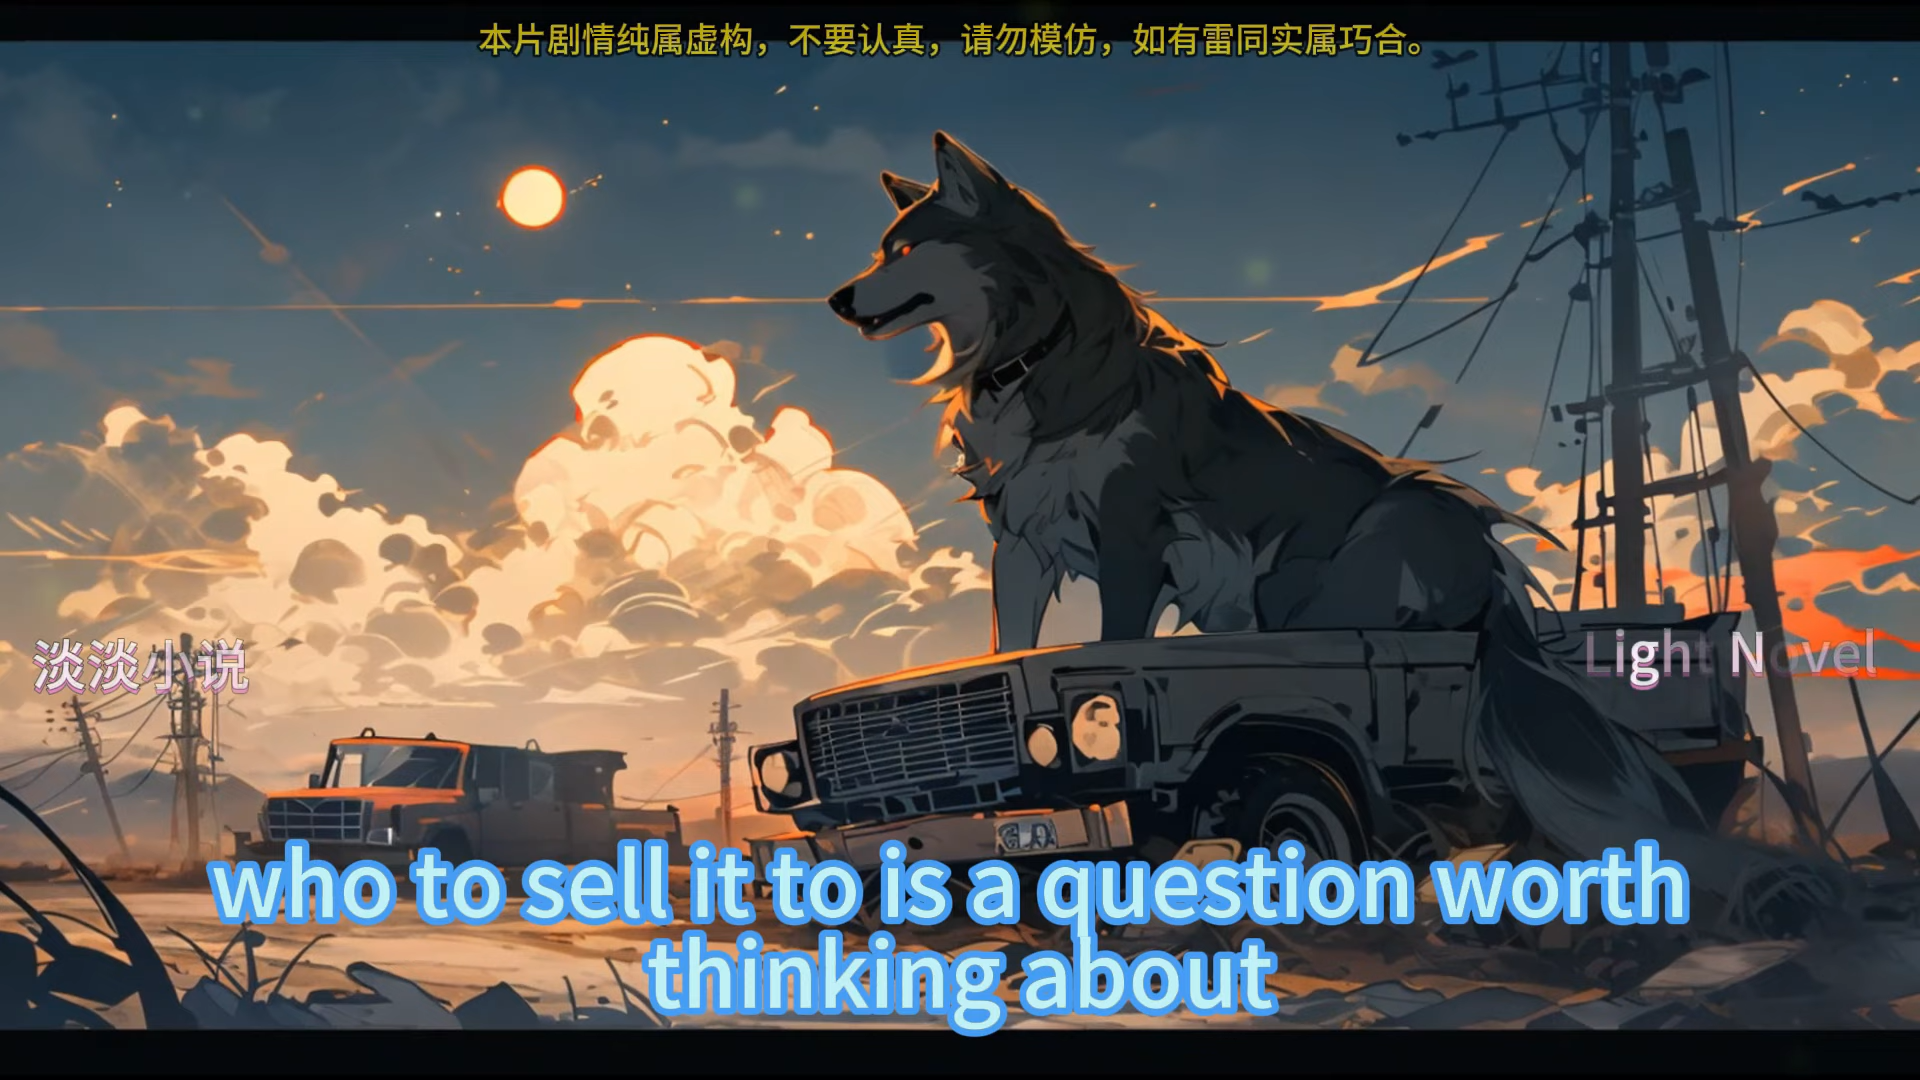 本片剧情纯属虚构，不要认真，请勿模仿，如有雷同实属巧合。
淡淡小说
Light Novel
who to sell it to is a question worth
thinking about